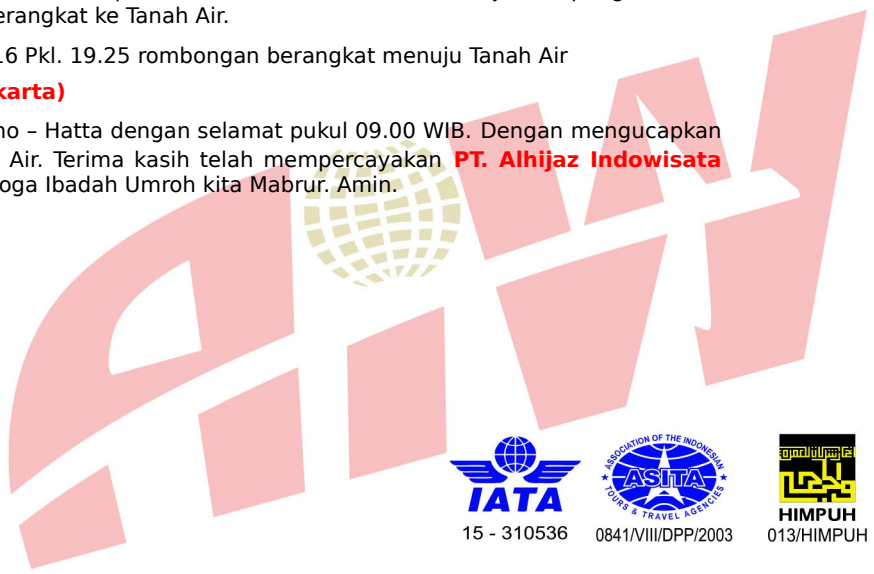 erangkat ke Tanah Air.
16 Pkl. 19.25 rombongan berangkat menuju Tanah Air
karta)
no – Hatta dengan selamat pukul 09.00 WIB. Dengan mengucapkan
Air. Terima kasih telah mempercayakan PT. Alhijaz Indowisata
oga Ibadah Umroh kita Mabrur. Amin.
AIW
ASSOCIATION OF THE INDONESIAN
ASITA
TOURS & TRAVEL AGENCIES
IATA
HIMPUH
15 - 310536
0841/VIII/DPP/2003
013/HIMPUH